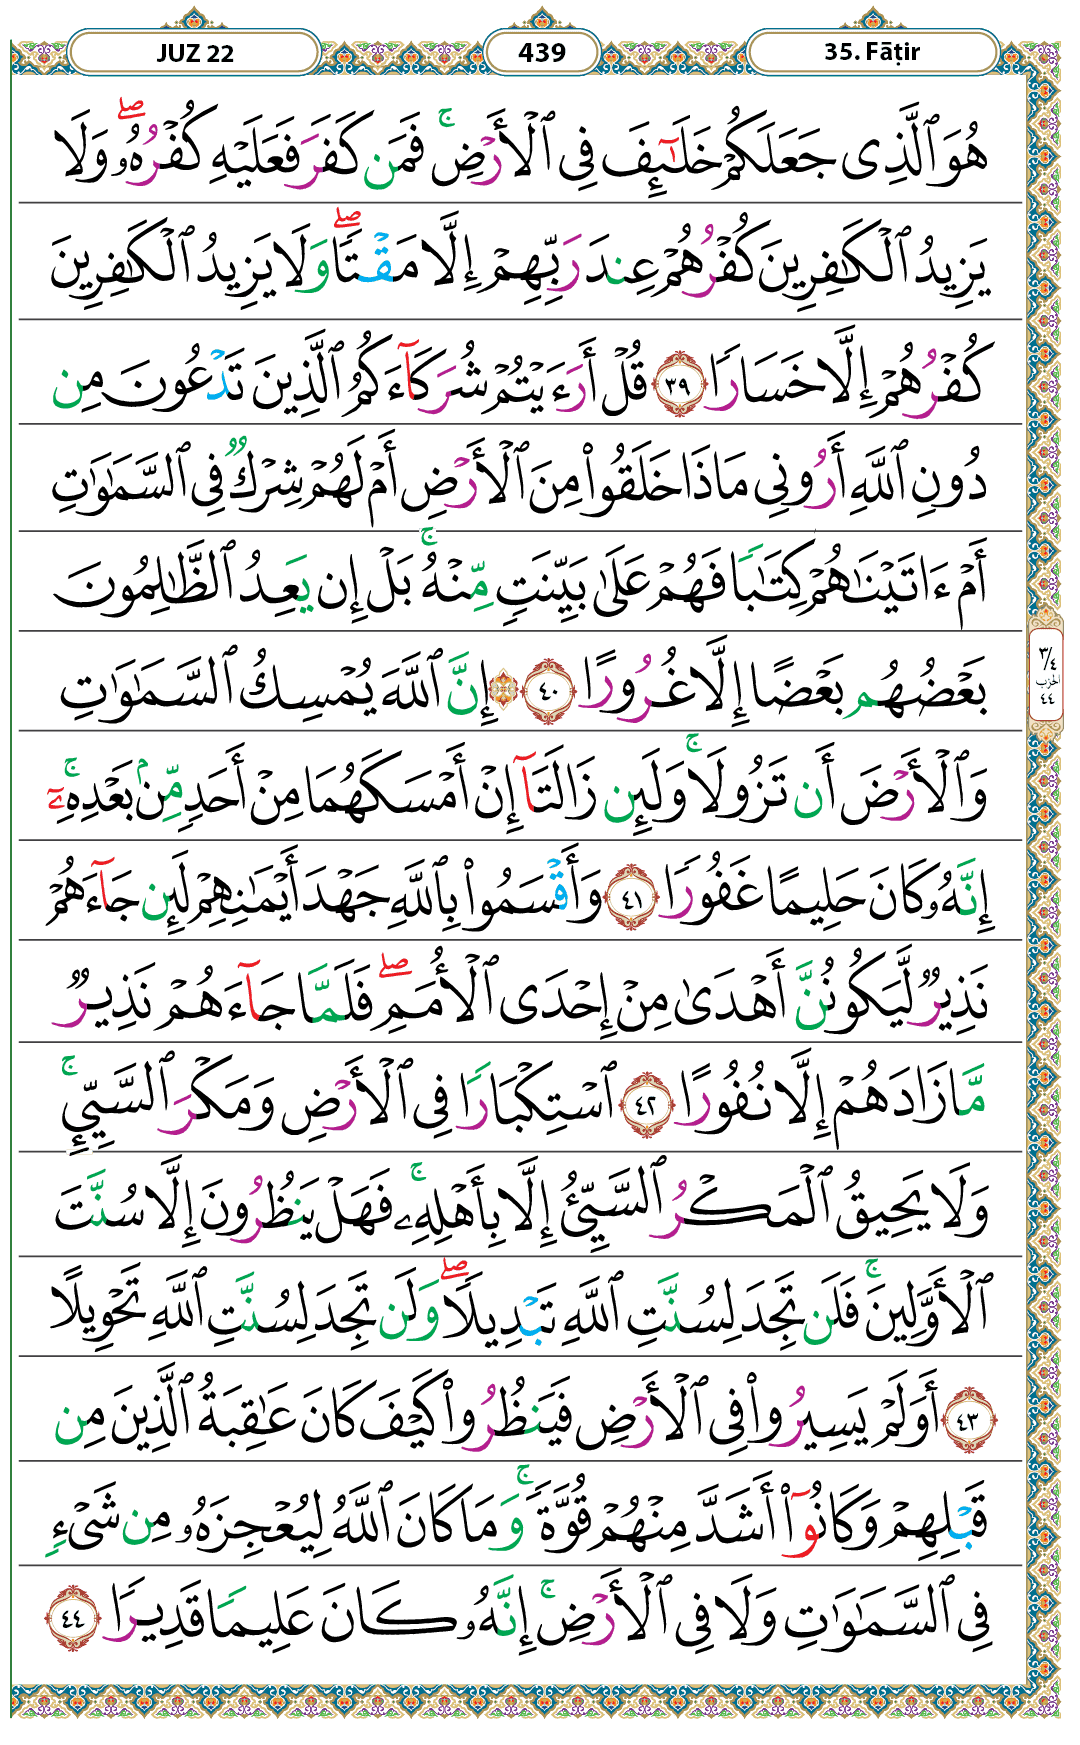 JUZ 22 439 35. Fāṭir
هُوَ ٱلَّذِى جَعَلَكُمْ خَلَـٰٓئِفَ فِى ٱلْأَرْضِ ۚ فَمَن كَفَرَ فَعَلَيْهِ كُفْرُهُۥ ۖ وَلَا
يَزِيدُ ٱلْكَـٰفِرِينَ كُفْرُهُمْ عِندَ رَبِّهِمْ إِلَّا مَقْتًا ۖ وَلَا يَزِيدُ ٱلْكَـٰفِرِينَ
كُفْرُهُمْ إِلَّا خَسَارًا ٣٩ قُلْ أَرَءَيْتُمْ شُرَكَآءَكُمُ ٱلَّذِينَ تَدْعُونَ مِن
دُونِ ٱللَّهِ أَرُونِى مَاذَا خَلَقُوا۟ مِنَ ٱلْأَرْضِ أَمْ لَهُمْ شِرْكٌ فِى ٱلسَّمَـٰوَٰتِ
أَمْ ءَاتَيْنَـٰهُمْ كِتَـٰبًا فَهُمْ عَلَىٰ بَيِّنَتٍ مِّنْهُ ۚ بَلْ إِن يَعِدُ ٱلظَّـٰلِمُونَ
بَعْضُهُم بَعْضًا إِلَّا غُرُورًا ٤٠ ۞ إِنَّ ٱللَّهَ يُمْسِكُ ٱلسَّمَـٰوَٰتِ
٣/٤ الحزب ٤٤
وَٱلْأَرْضَ أَن تَزُولَا ۚ وَلَئِن زَالَتَآ إِنْ أَمْسَكَهُمَا مِنْ أَحَدٍ مِّنۢ بَعْدِهِۦٓ ۚ
إِنَّهُۥ كَانَ حَلِيمًا غَفُورًا ٤١ وَأَقْسَمُوا۟ بِٱللَّهِ جَهْدَ أَيْمَـٰنِهِمْ لَئِن جَآءَهُمْ
نَذِيرٌ لَّيَكُونُنَّ أَهْدَىٰ مِنْ إِحْدَى ٱلْأُمَمِ ۖ فَلَمَّا جَآءَهُمْ نَذِيرٌ
مَّا زَادَهُمْ إِلَّا نُفُورًا ٤٢ ٱسْتِكْبَارًا فِى ٱلْأَرْضِ وَمَكْرَ ٱلسَّيِّئِ ۚ
وَلَا يَحِيقُ ٱلْمَكْرُ ٱلسَّيِّئُ إِلَّا بِأَهْلِهِۦ ۚ فَهَلْ يَنظُرُونَ إِلَّا سُنَّتَ
ٱلْأَوَّلِينَ ۚ فَلَن تَجِدَ لِسُنَّتِ ٱللَّهِ تَبْدِيلًا ۖ وَلَن تَجِدَ لِسُنَّتِ ٱللَّهِ تَحْوِيلًا
٤٣ أَوَلَمْ يَسِيرُوا۟ فِى ٱلْأَرْضِ فَيَنظُرُوا۟ كَيْفَ كَانَ عَـٰقِبَةُ ٱلَّذِينَ مِن
قَبْلِهِمْ وَكَانُوٓا۟ أَشَدَّ مِنْهُمْ قُوَّةً ۚ وَمَا كَانَ ٱللَّهُ لِيُعْجِزَهُۥ مِن شَىْءٍ
فِى ٱلسَّمَـٰوَٰتِ وَلَا فِى ٱلْأَرْضِ ۚ إِنَّهُۥ كَانَ عَلِيمًا قَدِيرًا ٤٤